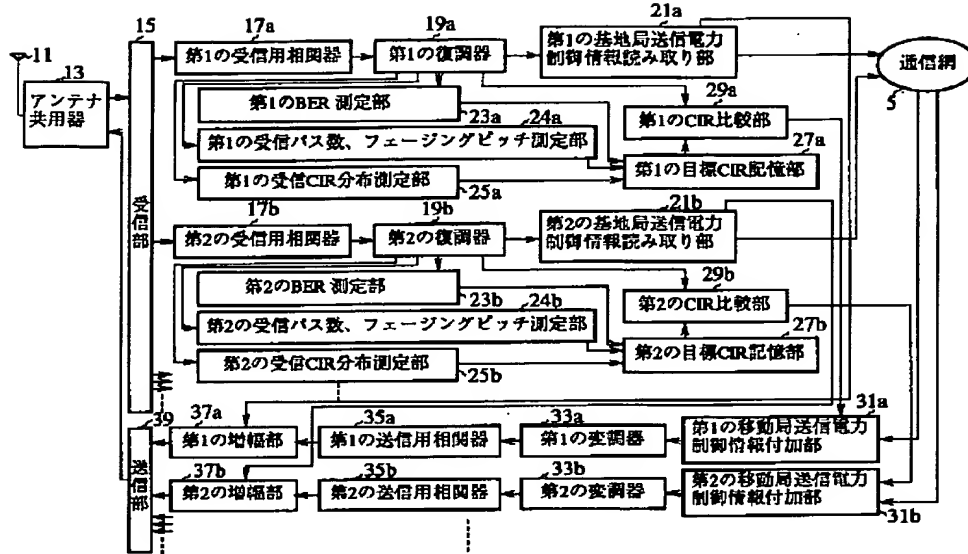 11
13
アンテナ
共用器
15
受信部
17a
第1の受信用相関器
19a
第1の復調器
21a
第1の基地局送信電力
制御情報読み取り部
通信網
5
第1のBER 測定部
23a
24a
第1の受信パス数、フェージングピッチ測定部
第1の受信CIR分布測定部
25a
29a
第1のCIR比較部
27a
第1の目標CIR記憶部
17b
第2の受信用相関器
19b
第2の復調器
21b
第2の基地局送信電力
制御情報読み取り部
第2のBER 測定部
23b
24b
第2の受信パス数、フェージングピッチ測定部
第2の受信CIR分布測定部
25b
29b
第2のCIR比較部
27b
第2の目標CIR記憶部
39
送信部
37a
第1の増幅部
35a
第1の送信用相関器
33a
第1の変調器
31a
第1の移動局送信電力
制御情報付加部
37b
第2の増幅部
35b
第2の送信用相関器
33b
第2の変調器
第2の移動局送信電力
制御情報付加部
31b